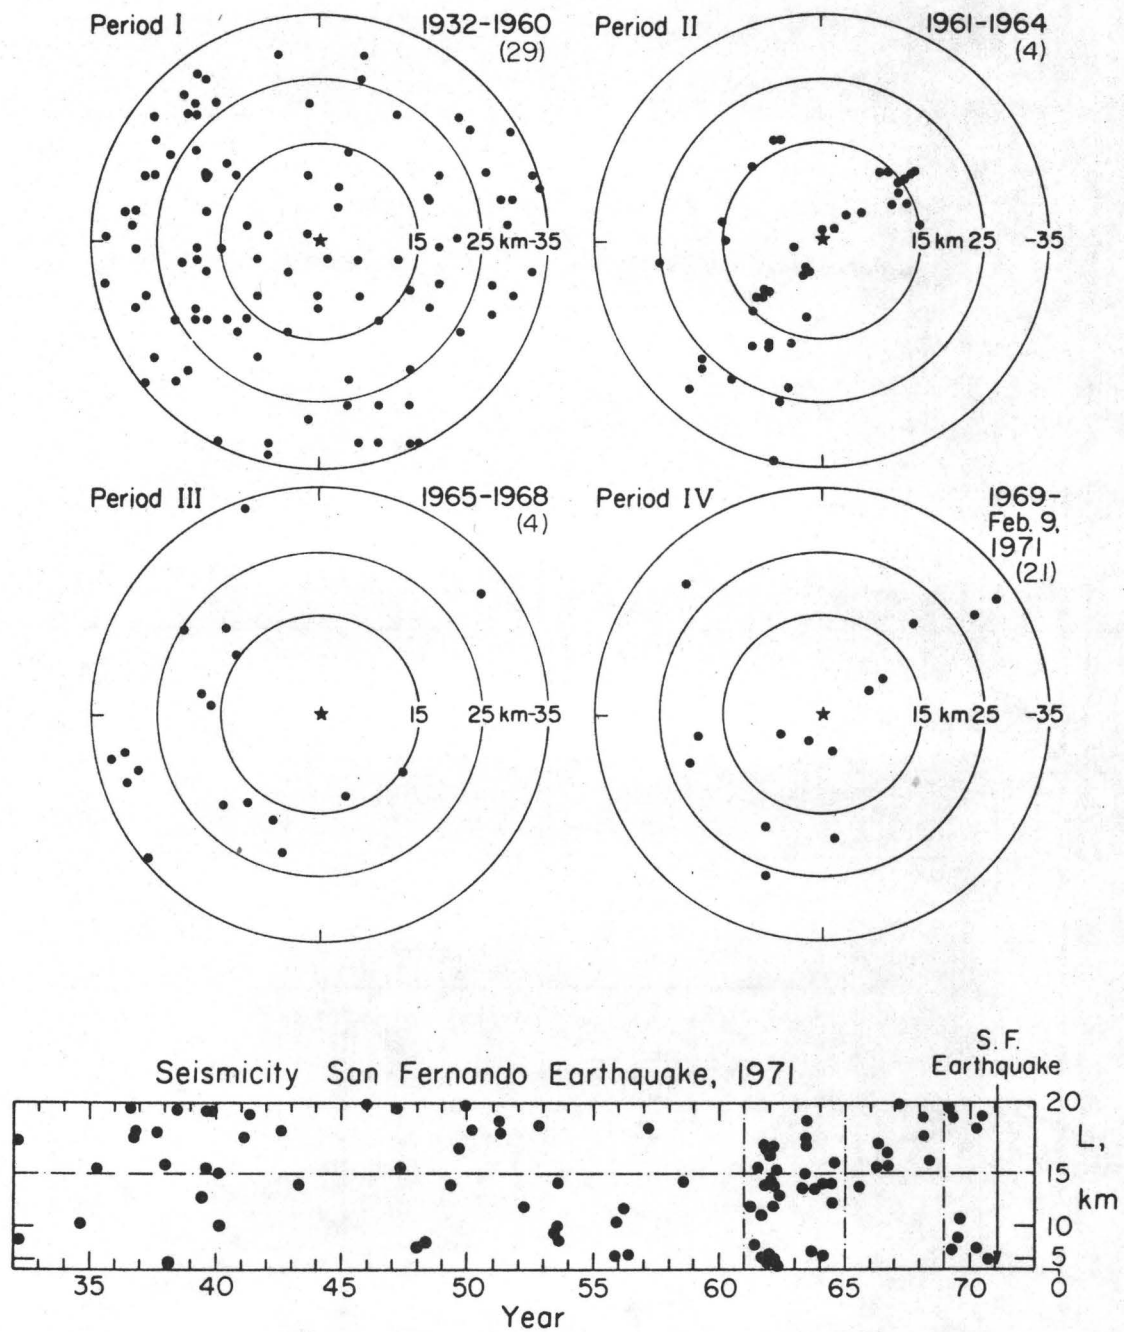 Period I 1932-1960
(29)
15 25 km-35
Period II 1961-1964
(4)
15 km 25 -35
Period III 1965-1968
(4)
15 25 km-35
Period IV 1969-
Feb. 9,
1971
(2.1)
15 km 25 -35
S. F.
Earthquake
Seismicity San Fernando Earthquake, 1971
20
L,
15
km
10
5
0
35 40 45 50 55 60 65 70
Year